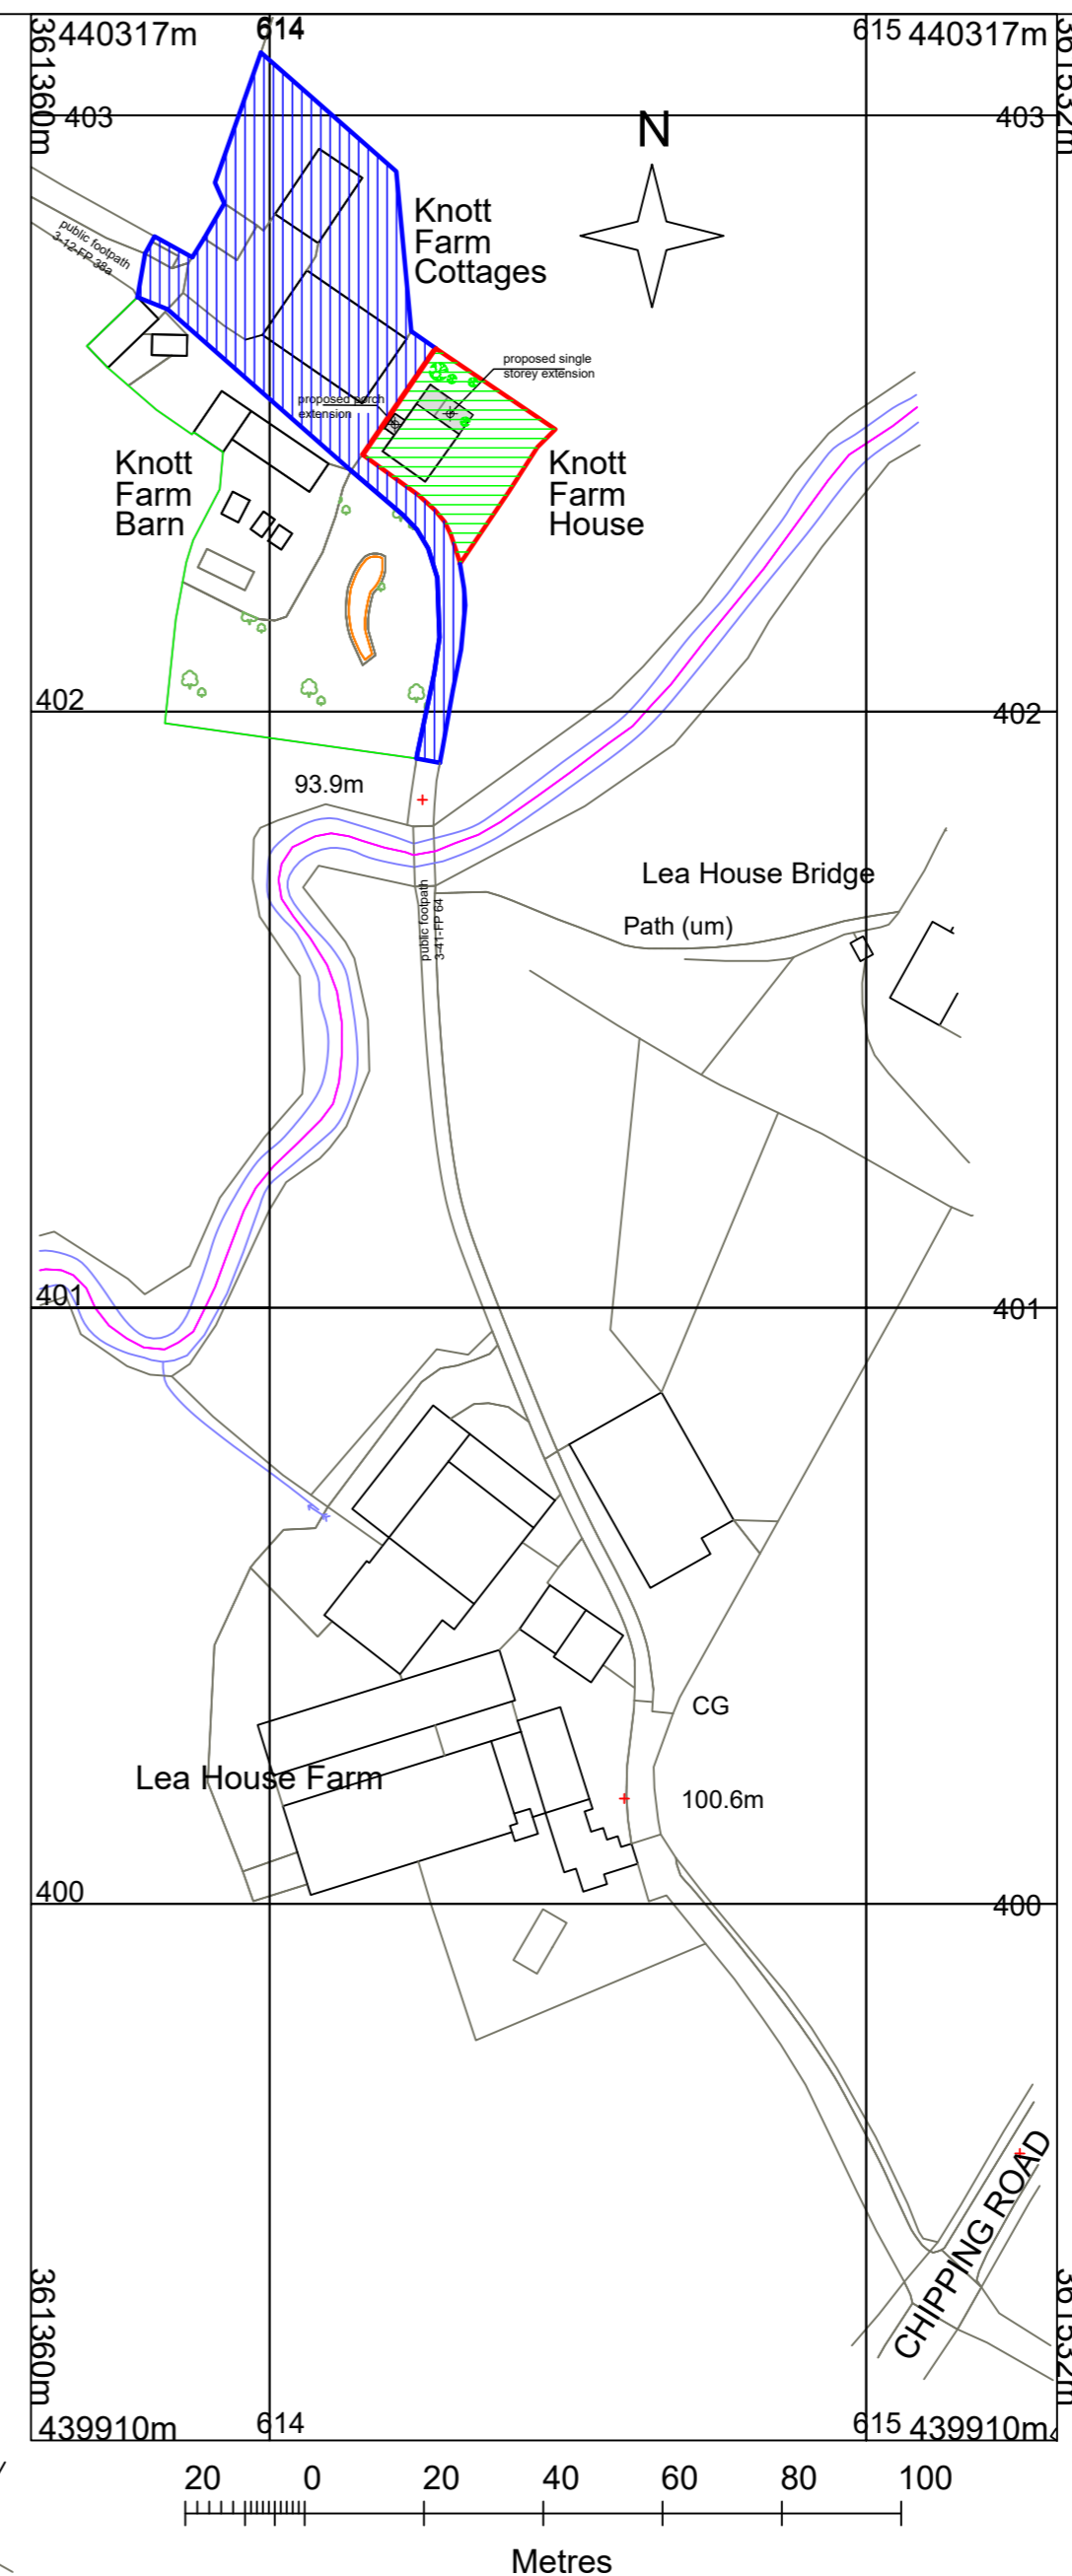 361360m
440317m
614
615
440317m
361532m
403
403
N
public footpath
3-12-FP 38a
Knott
Farm
Cottages
proposed single
storey extension
proposed porch
extension
Knott
Farm
Barn
Knott
Farm
House
402
402
93.9m
Lea House Bridge
public footpath
3-41-FP 64
Path (um)
401
401
CG
Lea House Farm
100.6m
400
400
CHIPPING ROAD
361360m
361532m
439910m
614
615
439910m
20 0 20 40 60 80 100
Metres